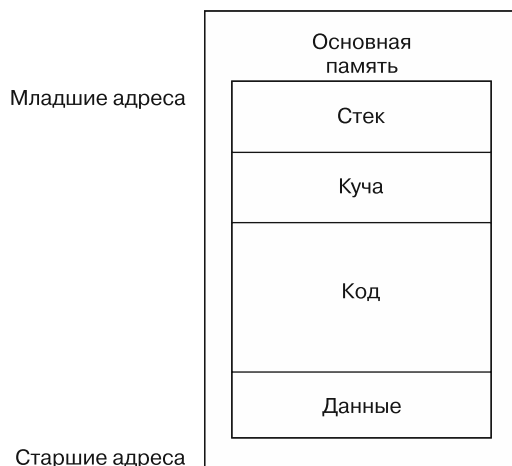 Основная
память
Младшие адреса
Стек
Куча
Код
Данные
Старшие адреса